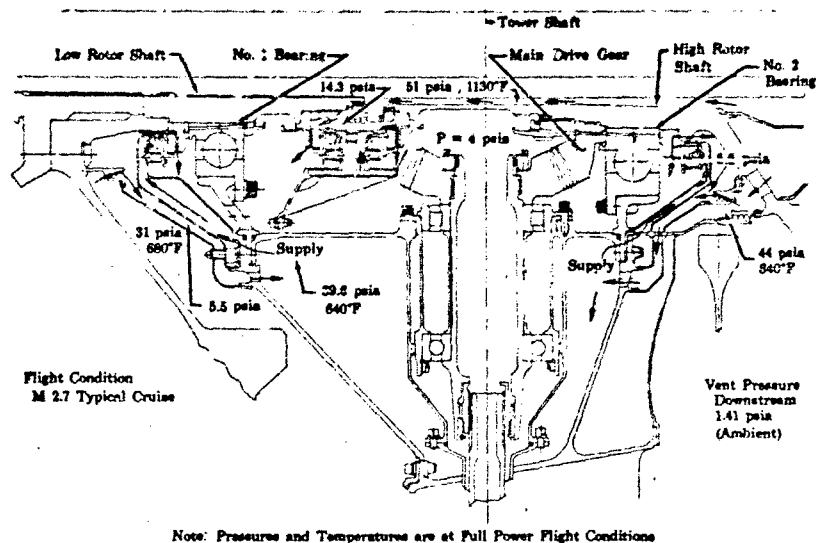 Tower Shaft
Low Rotor Shaft
No. 1 Bearing
Main Drive Gear
High Rotor
Shaft
No. 2
Bearing
14.3 psia
51 psia , 1130°F
P = 4 psia
psia
31 psia
680°F
Supply
Supply
44 psia
840°F
5.5 psia
640°F
Flight Condition
M 2.7 Typical Cruise
Vent Pressure
Downstream
1.41 psia
(Ambient)
Note: Pressures and Temperatures are at Full Power Flight Conditions